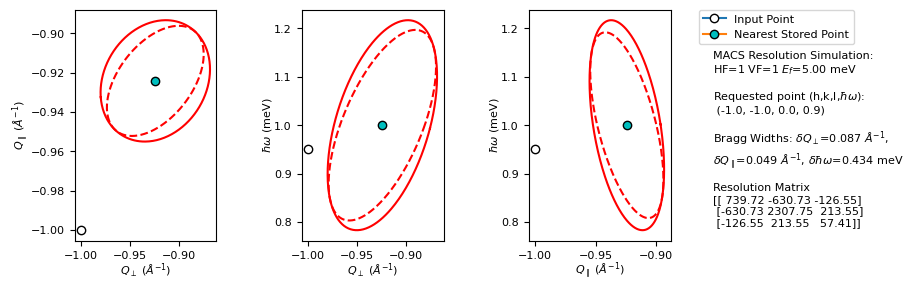 −0.90
−0.92
−0.94
−0.96
−0.98
−1.00
Q∥ (Å⁻¹)
−1.00
−0.95
−0.90
Q⊥ (Å⁻¹)
1.2
1.1
1.0
0.9
0.8
ℏω (meV)
−1.00
−0.95
−0.90
Q⊥ (Å⁻¹)
1.2
1.1
1.0
0.9
0.8
ℏω (meV)
−1.00
−0.95
−0.90
Q∥ (Å⁻¹)
Input Point
Nearest Stored Point
MACS Resolution Simulation:
HF=1 VF=1 E_f=5.00 meV
Requested point (h,k,l,ℏω):
(-1.0, -1.0, 0.0, 0.9)
Bragg Widths: δQ⊥=0.087 Å⁻¹,
δQ∥=0.049 Å⁻¹, δℏω=0.434 meV
Resolution Matrix
[[ 739.72 -630.73 -126.55]
[-630.73 2307.75 213.55]
[-126.55 213.55 57.41]]